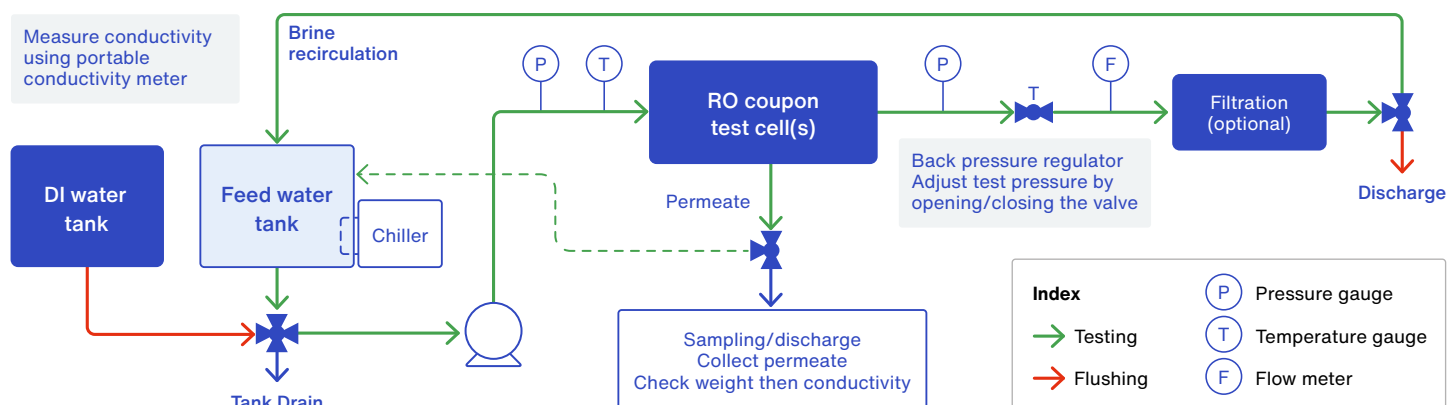 Measure conductivity
using portable
conductivity meter
Brine
recirculation
P
T
RO coupon
test cell(s)
P
T
F
Filtration
(optional)
DI water
tank
Feed water
tank
Chiller
Permeate
Back pressure regulator
Adjust test pressure by
opening/closing the valve
Discharge
Tank Drain
Sampling/discharge
Collect permeate
Check weight then conductivity
Index
P Pressure gauge
Testing
T Temperature gauge
Flushing
F Flow meter